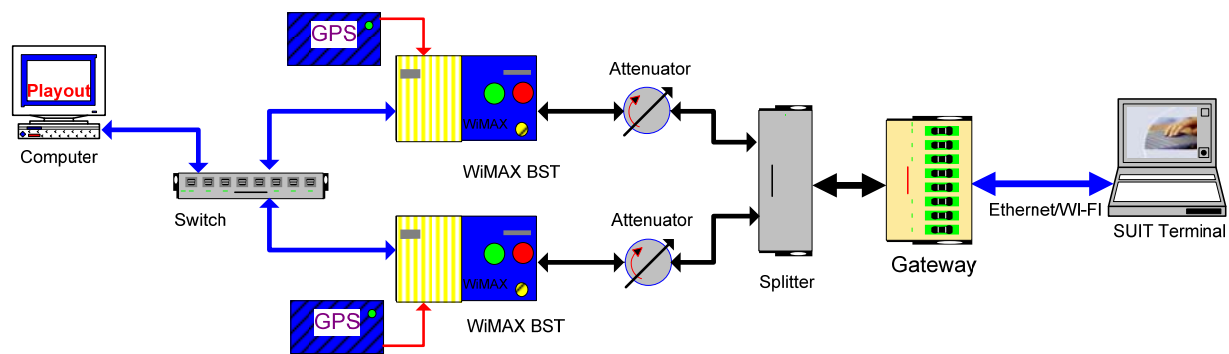 GPS
Playout
Computer
Switch
WiMAX
WiMAX BST
Attenuator
GPS
WiMAX
WiMAX BST
Attenuator
Splitter
Gateway
Ethernet/WI-FI
SUIT Terminal